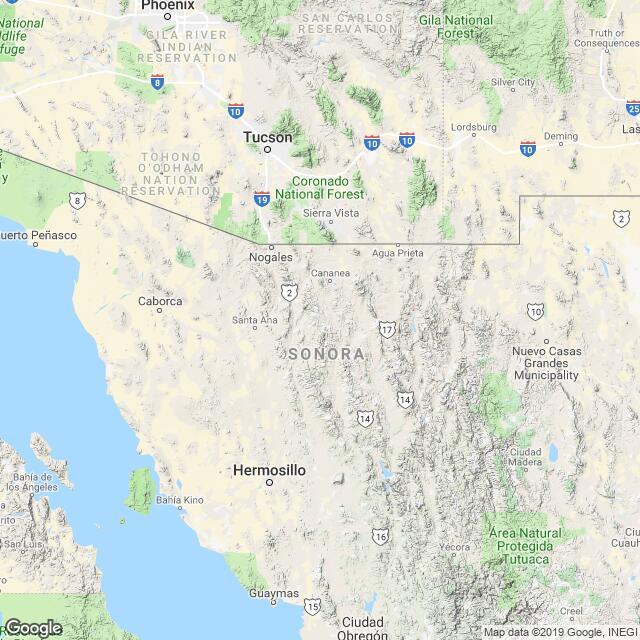 Phoenix
SAN CARLOS
RESERVATION
Gila National
Forest
Truth or
Consequences
National
GILA RIVER
INDIAN
RESERVATION
8
10
Silver City
25
Tucson
10
10
Lordsburg
10
Deming
Las
TOHONO
O'ODHAM
NATION
RESERVATION
Coronado
National Forest
8
19
Sierra Vista
2
uerto Peñasco
Nogales
Agua Prieta
Cananea
2
Caborca
10
Santa Ana
17
SONORA
Nuevo Casas
Grandes
Municipality
14
14
Hermosillo
Ciudad
Madera
Bahía de
los Ángeles
Bahía Kino
16
Area Natural
Protegida
Tutuaca
San Luis
Yécora
Ciu
Cuauh
Guaymas
15
Creel
Ciudad
Obregón
Google
Map data ©2019 Google, INEGI